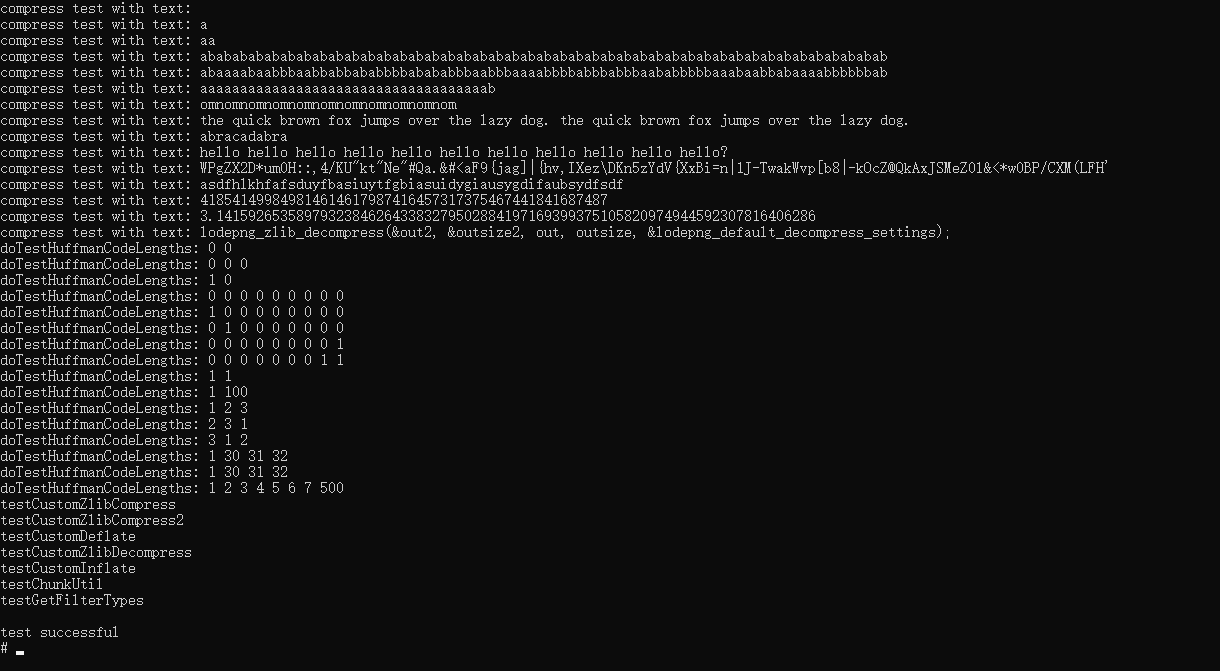 compress test with text:
compress test with text: a
compress test with text: aa
compress test with text: ababababababababababababababababababababababababababababababababababababababababababab
compress test with text: abaaaabaabbbaabbabbababbbbabababbbaabbbaaaabbbbabbbabbbaababbbbbaaabaabbabaaaabbbbbbab
compress test with text: aaaaaaaaaaaaaaaaaaaaaaaaaaaaaaaaaaaab
compress test with text: omnomnomnomnomnomnomnomnomnomnom
compress test with text: the quick brown fox jumps over the lazy dog. the quick brown fox jumps over the lazy dog.
compress test with text: abracadabra
compress test with text: hello hello hello hello hello hello hello hello hello hello hello?
compress test with text: WPgZX2D*um0H::,4/KU"kt"Ne"#Qa.&#<aF9{jag]|{hv,IXez\DKn5zYdV{XxBi=n|1J-TwakWvp[b8|-kOcZ@QkAxJSMeZ01&<*w0BP/CXM(LFH'
compress test with text: asdfhlkhfafsduyfbasiuytfgbiasuidygiausygdifaubsydfsdf
compress test with text: 418541499849814614617987416457317375467441841687487
compress test with text: 3.14159265358979323846264338327950288419716939937510582097494459230781640­6286
compress test with text: lodepng_zlib_decompress(&out2, &outsize2, out, outsize, &lodepng_default_decompress_settings);
doTestHuffmanCodeLengths: 0 0
doTestHuffmanCodeLengths: 0 0 0
doTestHuffmanCodeLengths: 1 0
doTestHuffmanCodeLengths: 0 0 0 0 0 0 0 0 0
doTestHuffmanCodeLengths: 1 0 0 0 0 0 0 0 0
doTestHuffmanCodeLengths: 0 1 0 0 0 0 0 0 0
doTestHuffmanCodeLengths: 0 0 0 0 0 0 0 0 1
doTestHuffmanCodeLengths: 0 0 0 0 0 0 0 1 1
doTestHuffmanCodeLengths: 1 1
doTestHuffmanCodeLengths: 1 100
doTestHuffmanCodeLengths: 1 2 3
doTestHuffmanCodeLengths: 2 3 1
doTestHuffmanCodeLengths: 3 1 2
doTestHuffmanCodeLengths: 1 30 31 32
doTestHuffmanCodeLengths: 1 30 31 32
doTestHuffmanCodeLengths: 1 2 3 4 5 6 7 500
testCustomZlibCompress
testCustomZlibCompress2
testCustomDeflate
testCustomZlibDecompress
testCustomInflate
testChunkUtil
testGetFilterTypes
test successful
# _